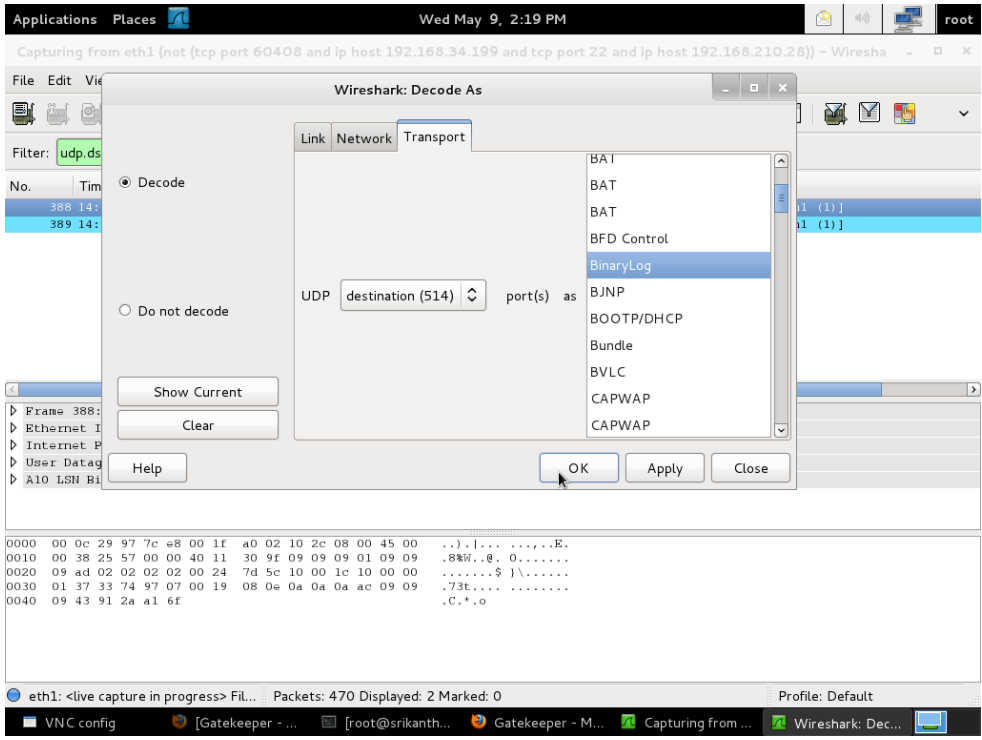 Applications Places Wed May 9, 2:19 PM root
Capturing from eth1 (not (tcp port 60408 and ip host 192.168.34.199 and tcp port 22 and ip host 192.168.210.28)) – Wiresha
File Edit Vie
Wireshark: Decode As
Filter: udp.ds
No. Tim
388 14:
389 14:
n1 (1)]
n1 (1)]
Link Network Transport
Decode
Do not decode
Show Current
Clear
UDP destination (514) port(s) as
BAT
BAT
BAT
BFD Control
BinaryLog
BJNP
BOOTP/DHCP
Bundle
BVLC
CAPWAP
CAPWAP
Help OK Apply Close
Frame 388:
Ethernet I
Internet P
User Datag
A10 LSN Bi
0000 00 0c 29 97 7c e8 00 1f a0 02 10 2c 08 00 45 00 ..).|... ...,..E.
0010 00 38 25 57 00 00 40 11 30 9f 09 09 09 01 09 09 .8%W..@. 0.......
0020 09 ad 02 02 02 02 00 24 7d 5c 10 00 1c 10 00 00 .......$ }\......
0030 01 37 33 74 97 07 00 19 08 0e 0a 0a 0a ac 09 09 .73t.... ........
0040 09 43 91 2a a1 6f .C.*.o
eth1: <live capture in progress> Fil... Packets: 470 Displayed: 2 Marked: 0 Profile: Default
VNC config [Gatekeeper - ... [root@srikanth... Gatekeeper - M... Capturing from ... Wireshark: Dec...